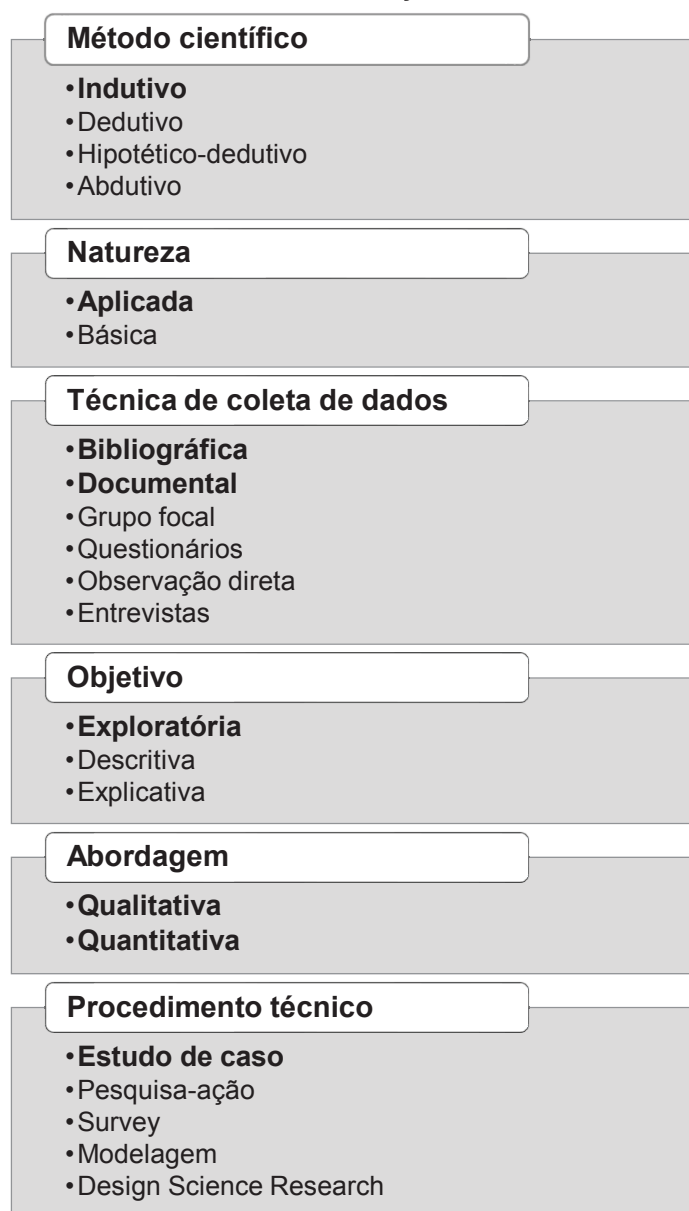 Método científico
•Indutivo
•Dedutivo
•Hipotético-dedutivo
•Abdutivo
Natureza
•Aplicada
•Básica
Técnica de coleta de dados
•Bibliográfica
•Documental
•Grupo focal
•Questionários
•Observação direta
•Entrevistas
Objetivo
•Exploratória
•Descritiva
•Explicativa
Abordagem
•Qualitativa
•Quantitativa
Procedimento técnico
•Estudo de caso
•Pesquisa-ação
•Survey
•Modelagem
•Design Science Research